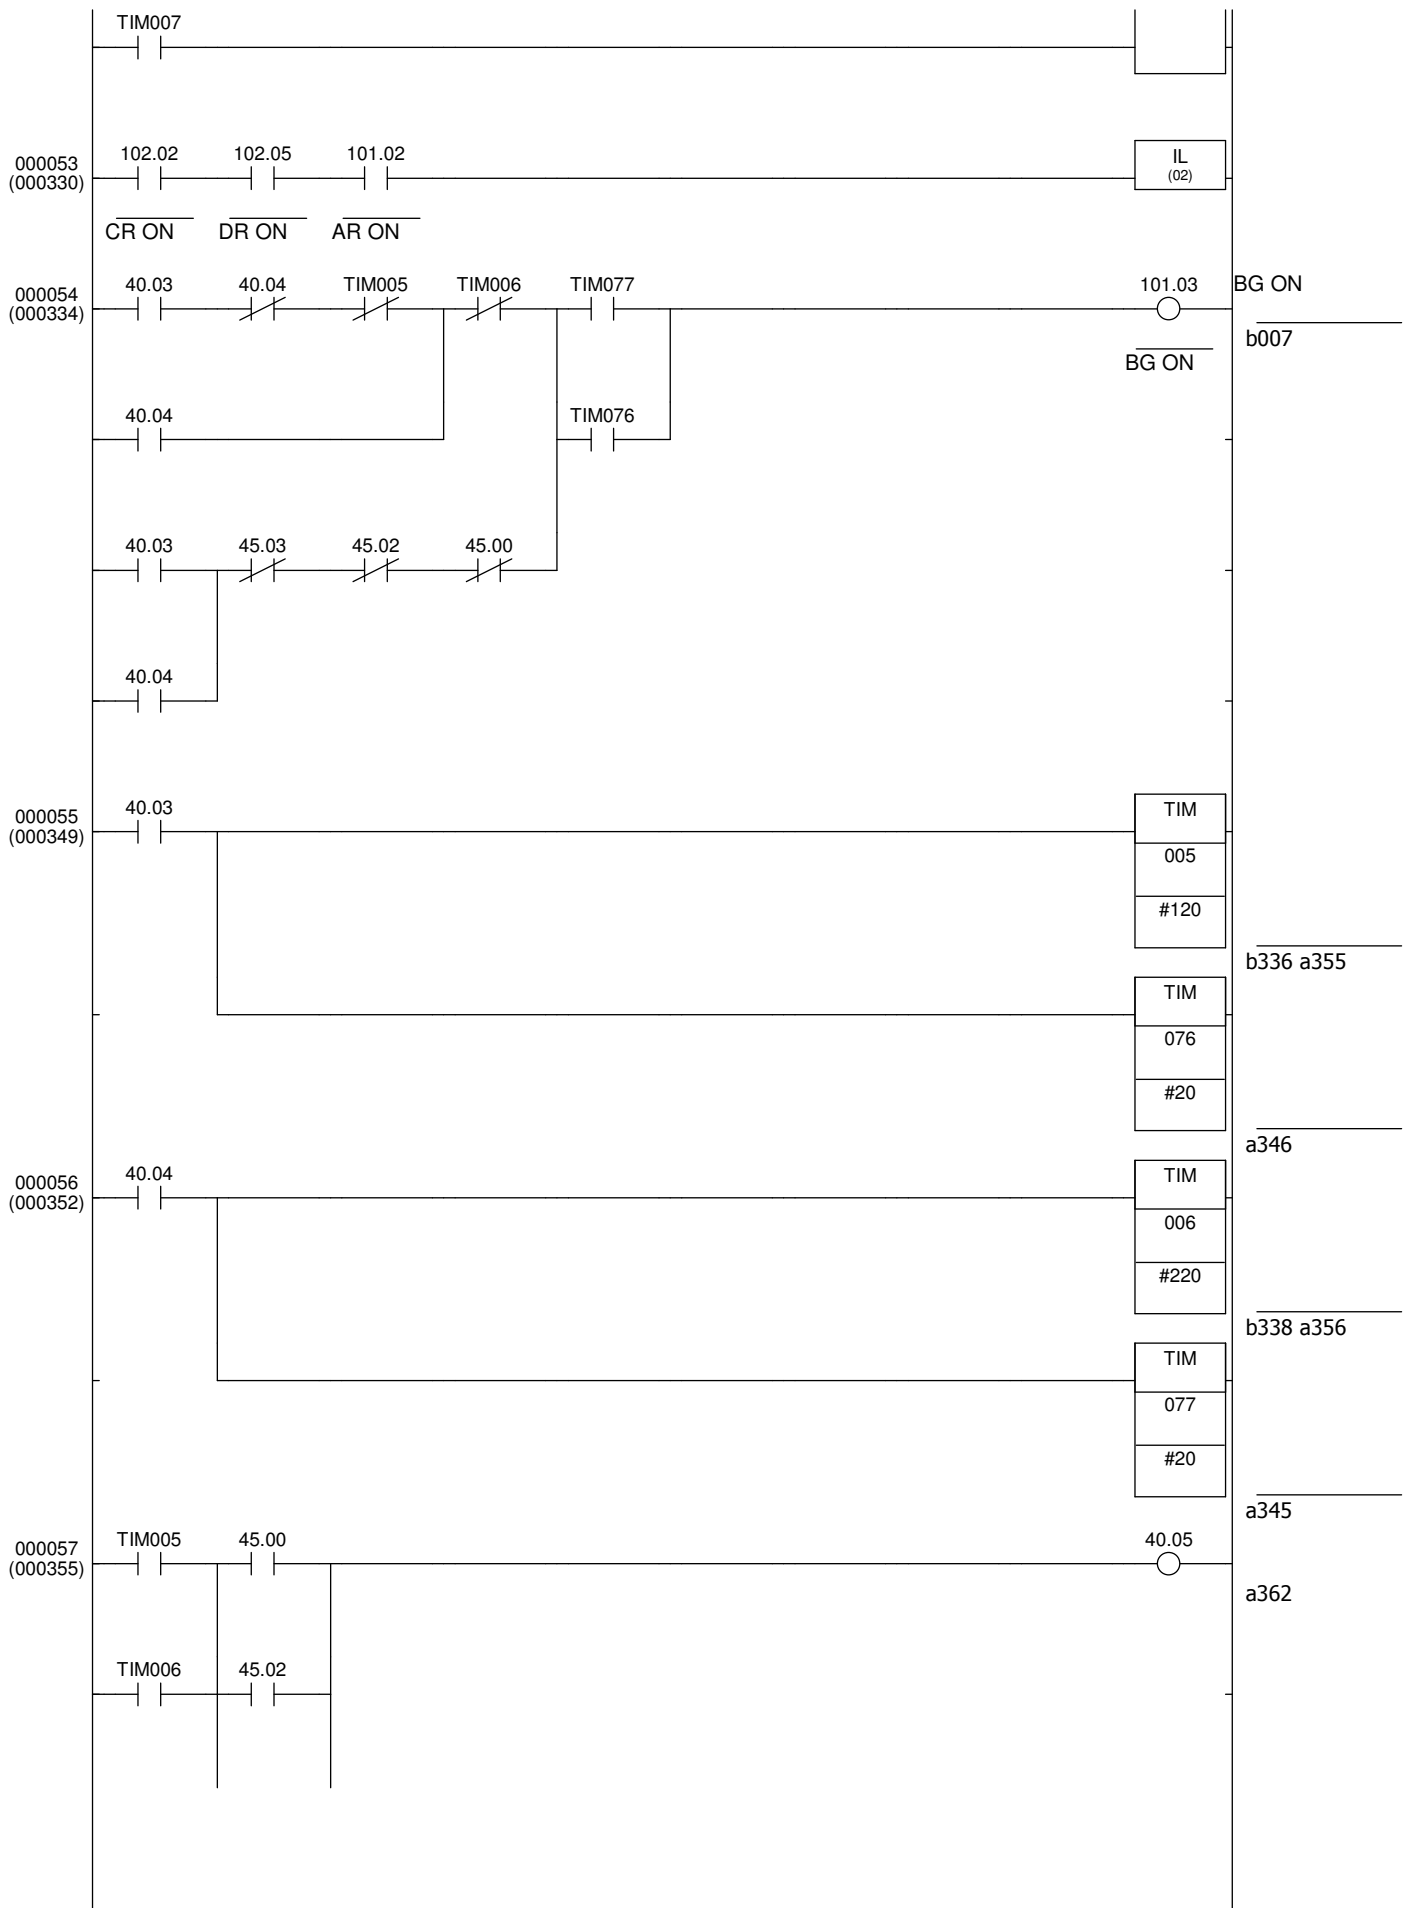 TIM007
000053
(000330)
102.02 102.05 101.02
IL
(02)
CR ON DR ON AR ON
000054
(000334)
40.03 40.04 TIM005 TIM006 TIM077 101.03 BG ON
b007
BG ON
40.04 TIM076
40.03 45.03 45.02 45.00
40.04
000055
(000349)
40.03
TIM
005
#120
b336 a355
TIM
076
#20
a346
000056
(000352)
40.04
TIM
006
#220
b338 a356
TIM
077
#20
a345
000057
(000355)
TIM005 45.00 40.05
a362
TIM006 45.02